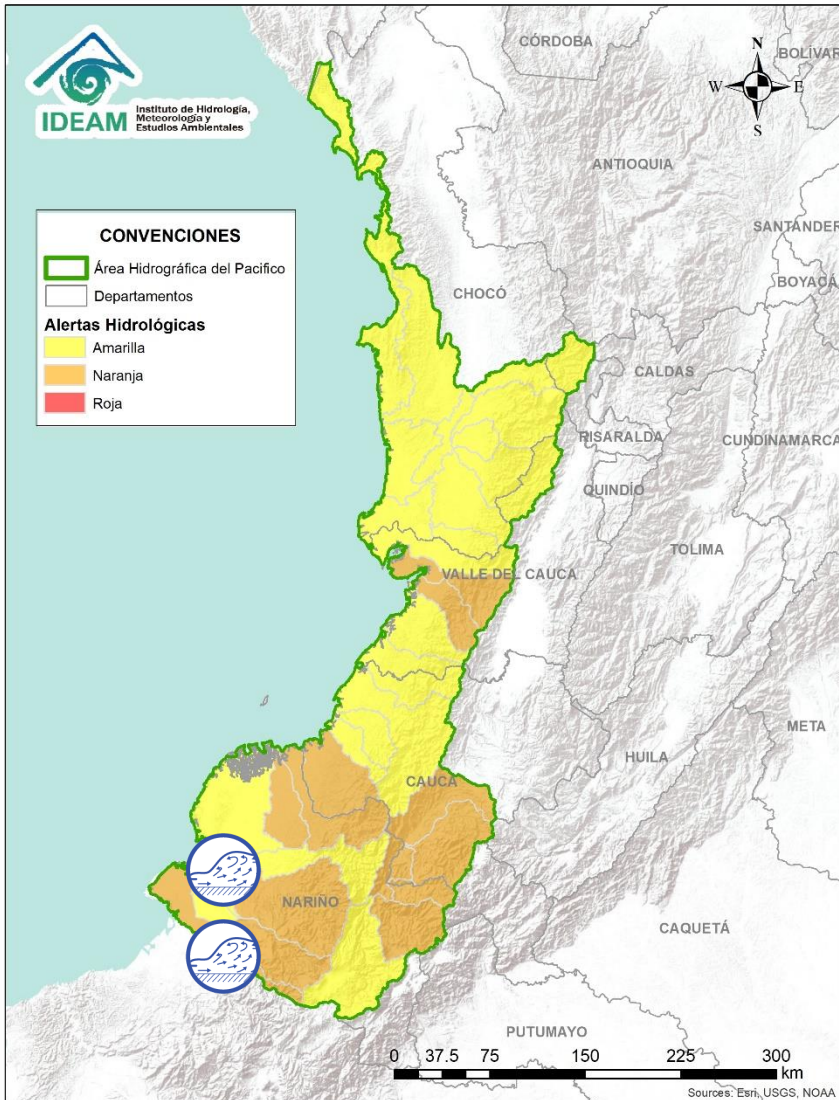 IDEAM
Instituto de Hidrología,
Meteorología y
Estudios Ambientales
CÓRDOBA
BOLÍVAR
N
W
E
S
ANTIOQUIA
CONVENCIONES
Área Hidrográfica del Pacifico
Departamentos
Alertas Hidrológicas
Amarilla
Naranja
Roja
SANTANDER
BOYACÁ
CHOCÓ
CALDAS
RISARALDA
CUNDINAMARCA
QUINDÍO
TOLIMA
VALLE DEL CAUCA
META
HUILA
CAUCA
NARIÑO
CAQUETÁ
PUTUMAYO
0 37.5 75 150 225 300
km
Sources: Esri, USGS, NOAA